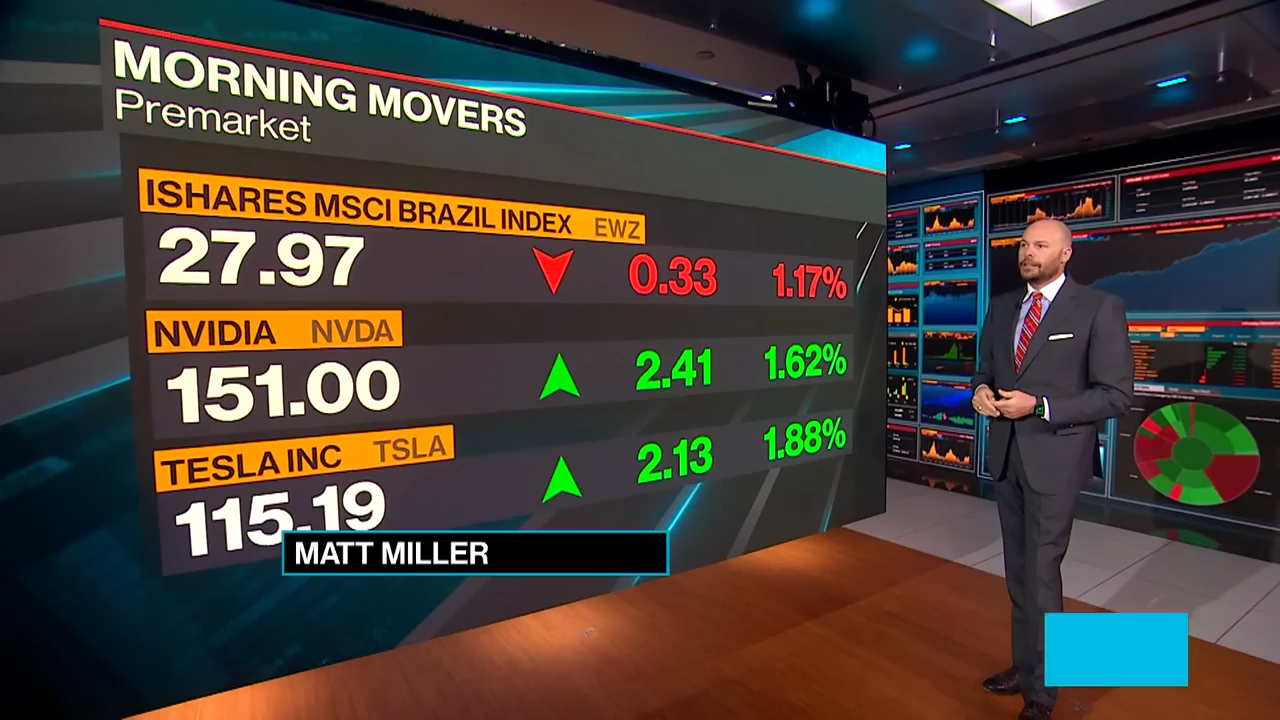 MORNING MOVERS
Premarket
ISHARES MSCI BRAZIL INDEX EWZ
27.97 0.33 1.17%
NVIDIA NVDA
151.00 2.41 1.62%
TESLA INC TSLA
115.19 2.13 1.88%
MATT MILLER